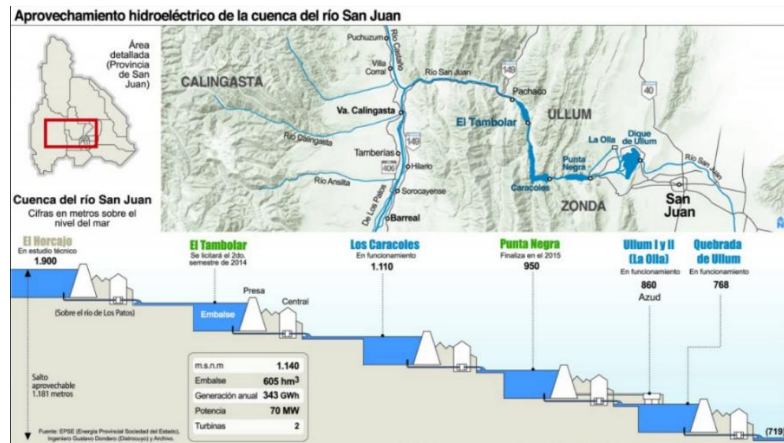 Aprovechamiento hidroeléctrico de la cuenca del río San Juan
Área
detallada
(Provincia
de San
Juan)
Puchuzum
Río Castaño
Villa
Corral
CALINGASTA
Río San Juan
149
40
Pachaco
Va. Calingasta
ÚLLUM
El Tambolar
Río Calingasta
149
Dique
de Ullum
La Olla
Tamberías
Hilario
406
Punta
Negra
Río San Juan
Río Ansilta
Sorocayense
Caracoles
San
Juan
De Los Patos
Barreal
ZONDA
N
Cuenca del río San Juan
Cifras en metros sobre el
nivel del mar
El Horcajo
En estudio técnico
1.900
El Tambolar
Se licitará el 2do.
semestre de 2014
Los Caracoles
En funcionamiento
1.110
Punta Negra
Finaliza en el 2015
950
Ullum I y II
(La Olla)
En funcionamiento
860
Azud
Quebrada
de Ullum
En funcionamiento
768
Presa
Central
Embalse
(Sobre el río de Los Patos)
Salto
aprovechable
1.181 metros
m.s.n.m 1.140
Embalse 605 hm³
Generación anual 343 GWh
Potencia 70 MW
Turbinas 2
Fuente: EPSE (Energía Provincial Sociedad del Estado),
Ingeniero Gustavo Dondero y Archivo.
(719)